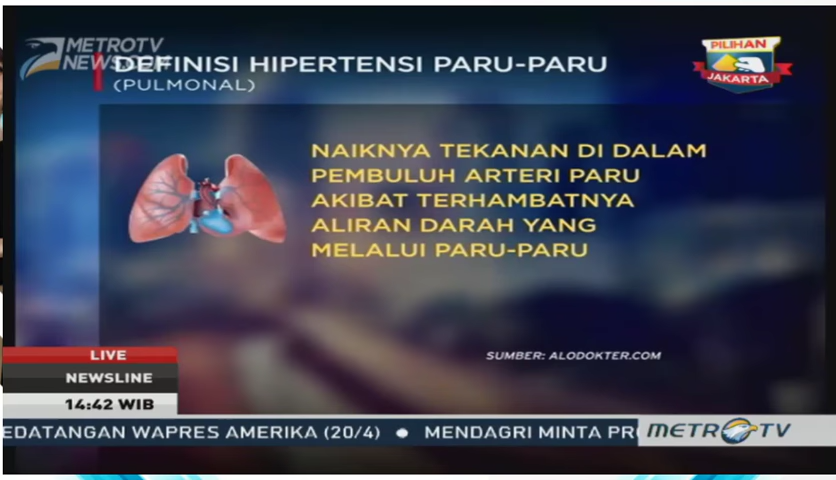 METROTV
NEWS.COM
DEFINISI HIPERTENSI PARU-PARU
(PULMONAL)
PILIHAN
JAKARTA
NAIKNYA TEKANAN DI DALAM
PEMBULUH ARTERI PARU
AKIBAT TERHAMBATNYA
ALIRAN DARAH YANG
MELALUI PARU-PARU
SUMBER: ALODOKTER.COM
LIVE
NEWSLINE
14:42 WIB
EDATANGAN WAPRES AMERIKA (20/4) ● MENDAGRI MINTA PR
METROTV